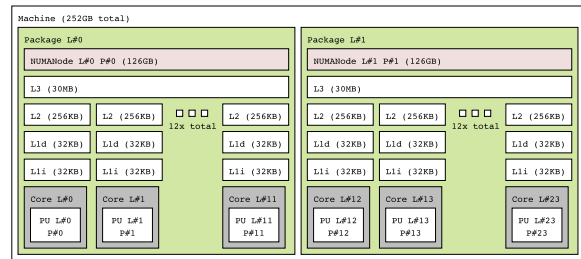 Machine (252GB total)
Package L#0
NUMANode L#0 P#0 (126GB)
L3 (30MB)
L2 (256KB) L2 (256KB) 12x total L2 (256KB)
L1d (32KB) L1d (32KB) L1d (32KB)
L1i (32KB) L1i (32KB) L1i (32KB)
Core L#0 Core L#1 Core L#11
PU L#0 PU L#1 PU L#11
P#0 P#1 P#11
Package L#1
NUMANode L#1 P#1 (126GB)
L3 (30MB)
L2 (256KB) L2 (256KB) 12x total L2 (256KB)
L1d (32KB) L1d (32KB) L1d (32KB)
L1i (32KB) L1i (32KB) L1i (32KB)
Core L#12 Core L#13 Core L#23
PU L#12 PU L#13 PU L#23
P#12 P#13 P#23